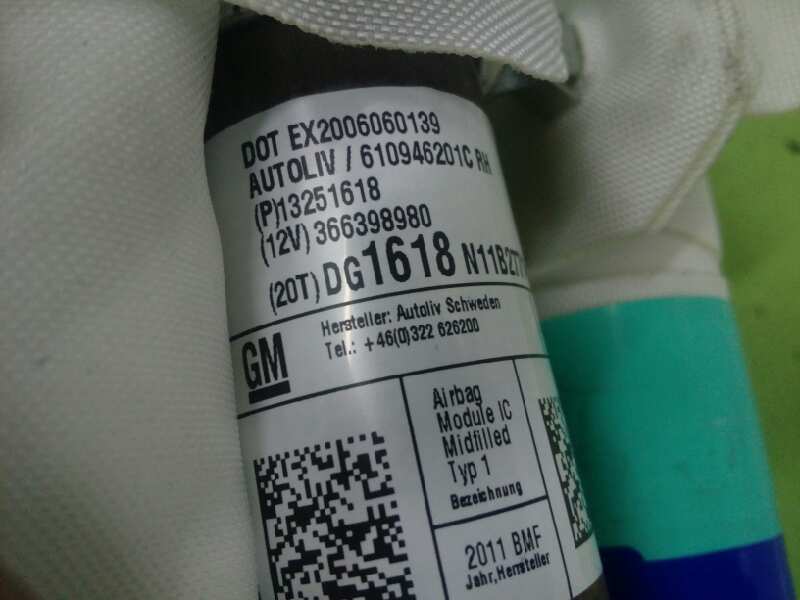 DOT EX2006060139
AUTOLIV / 610946201C RH
(P)13251618
(12V) 366398980
(20T) DG1618 N11B277
Hersteller: Autoliv Schweden
Tel.: +46(0)322 626200
GM
Airbag
Module IC
Midfilled
Typ 1
Bezeichnung
2011 BMF
Jahr,Hersteller